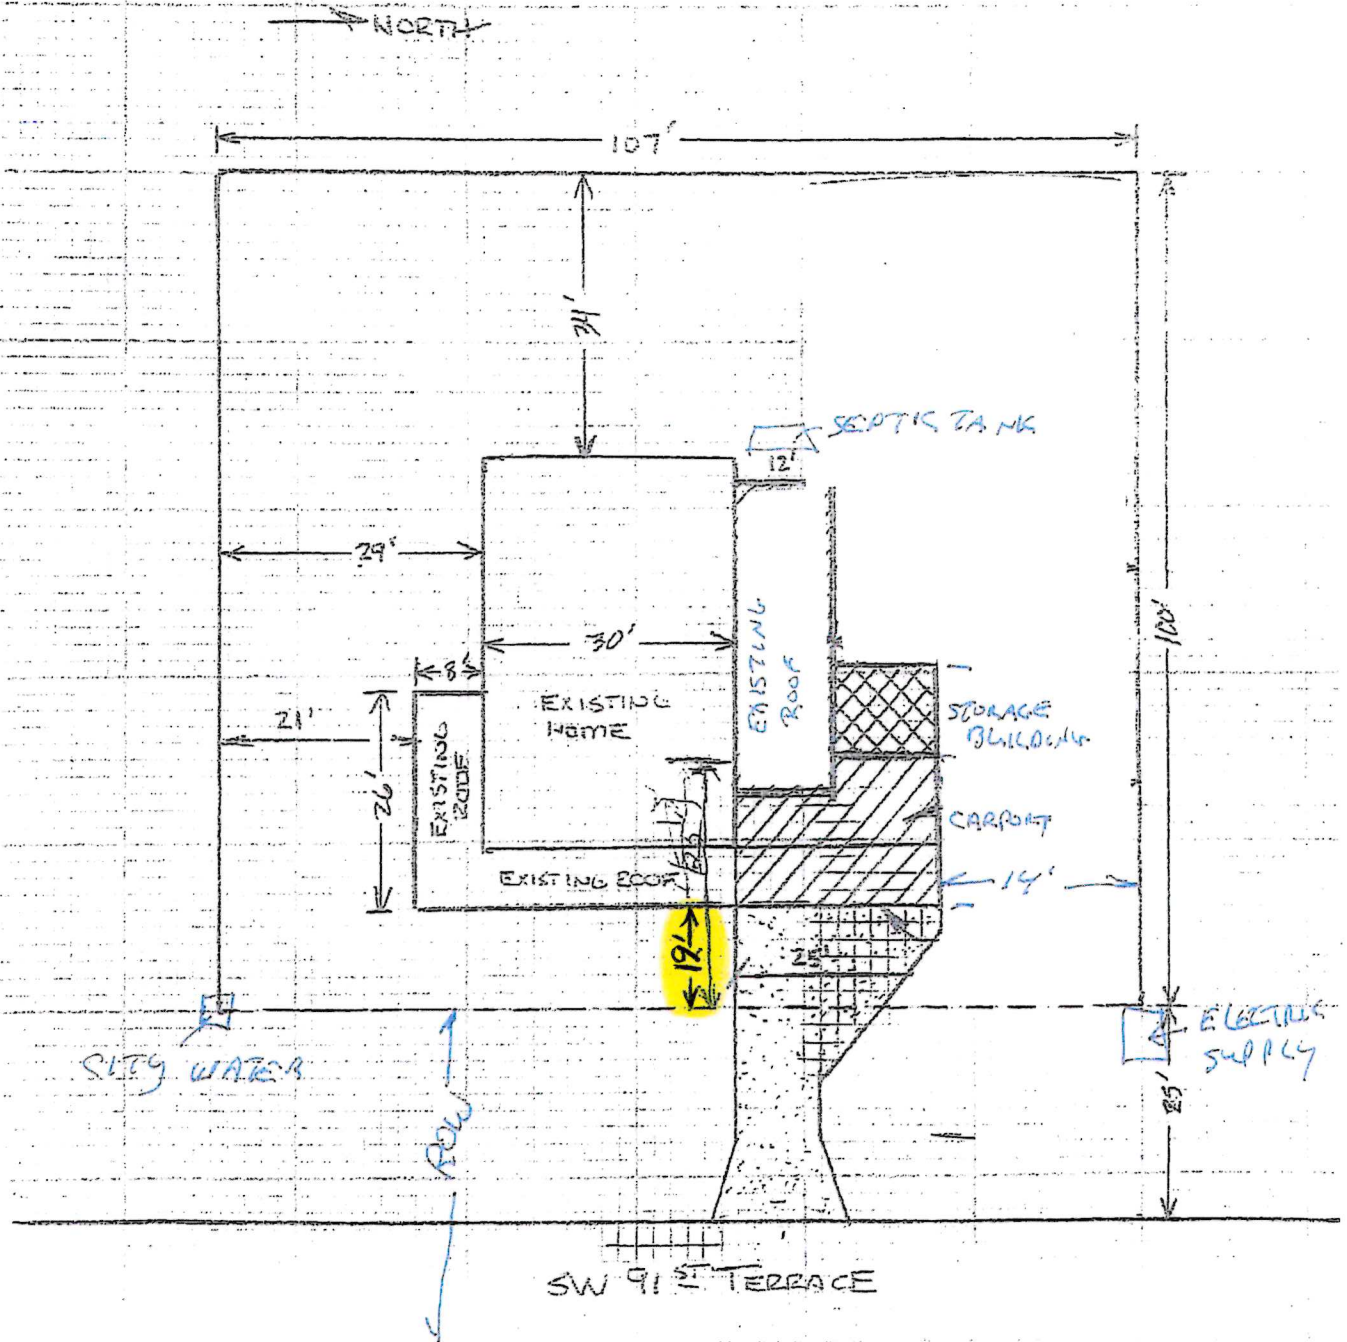 NORTH
107'
34'
SEPTIC TANK
12'
29'
100'
30'
8'
EXISTING
HOME
EXISTING
ROOF
STORAGE
BUILDING
21'
26'
EXISTING
ROOF
CARPORT
EXISTING ROOF
14'
12'
25'
CITY WATER
ELECTRIC
SUPPLY
ROW
25'
SW 91ST TERRACE